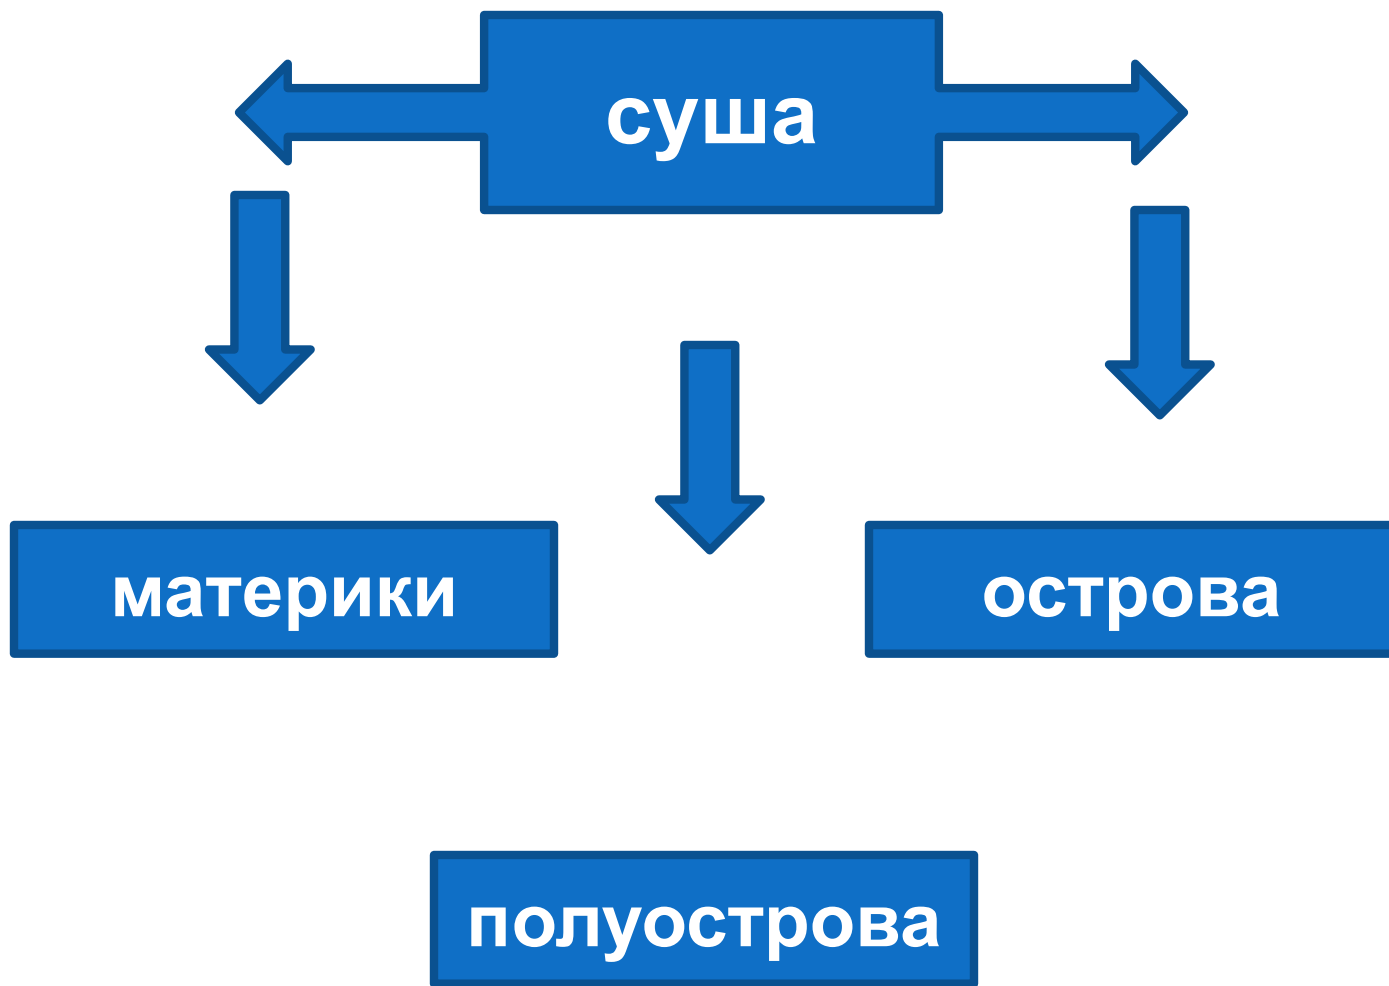 суша
материки
острова
полуострова